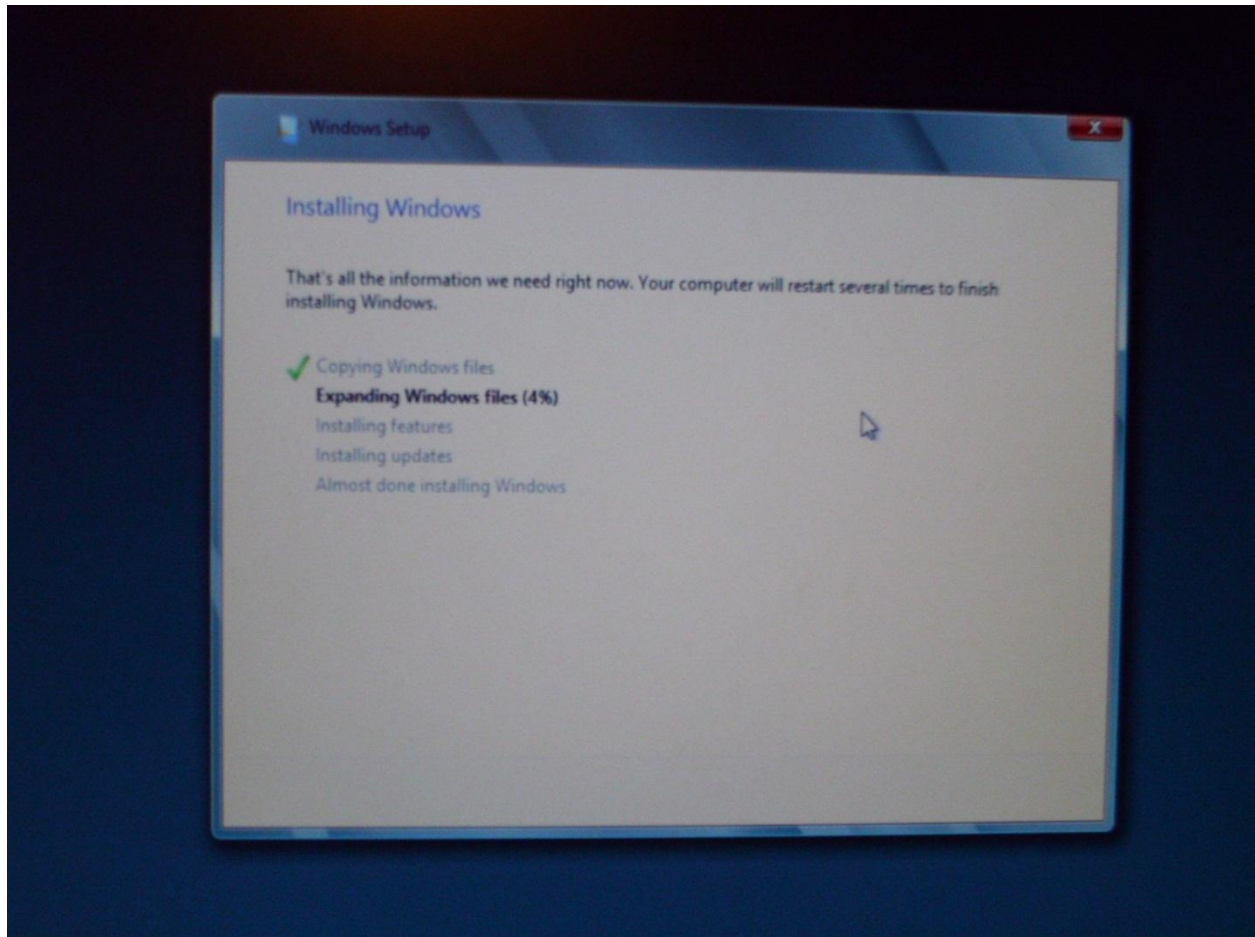 Windows Setup
X
Installing Windows
That's all the information we need right now. Your computer will restart several times to finish
installing Windows.
Copying Windows files
Expanding Windows files (4%)
Installing features
Installing updates
Almost done installing Windows